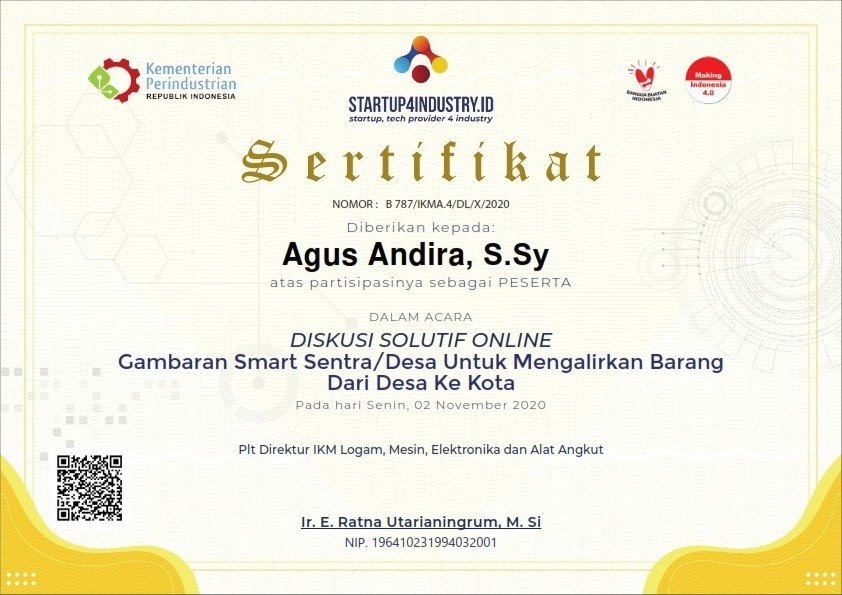 Kementerian
Perindustrian
REPUBLIK INDONESIA
STARTUP4INDUSTRY.ID
startup, tech provider 4 industry
BANGGA BUATAN
INDONESIA
Making
Indonesia
4.0
Sertifikat
NOMOR : B 787/IKMA.4/DL/X/2020
Diberikan kepada:
Agus Andira, S.Sy
atas partisipasinya sebagai PESERTA
DALAM ACARA
DISKUSI SOLUTIF ONLINE
Gambaran Smart Sentra/Desa Untuk Mengalirkan Barang
Dari Desa Ke Kota
Pada hari Senin, 02 November 2020
Plt Direktur IKM Logam, Mesin, Elektronika dan Alat Angkut
Ir. E. Ratna Utarianingrum, M. Si
NIP. 196410231994032001